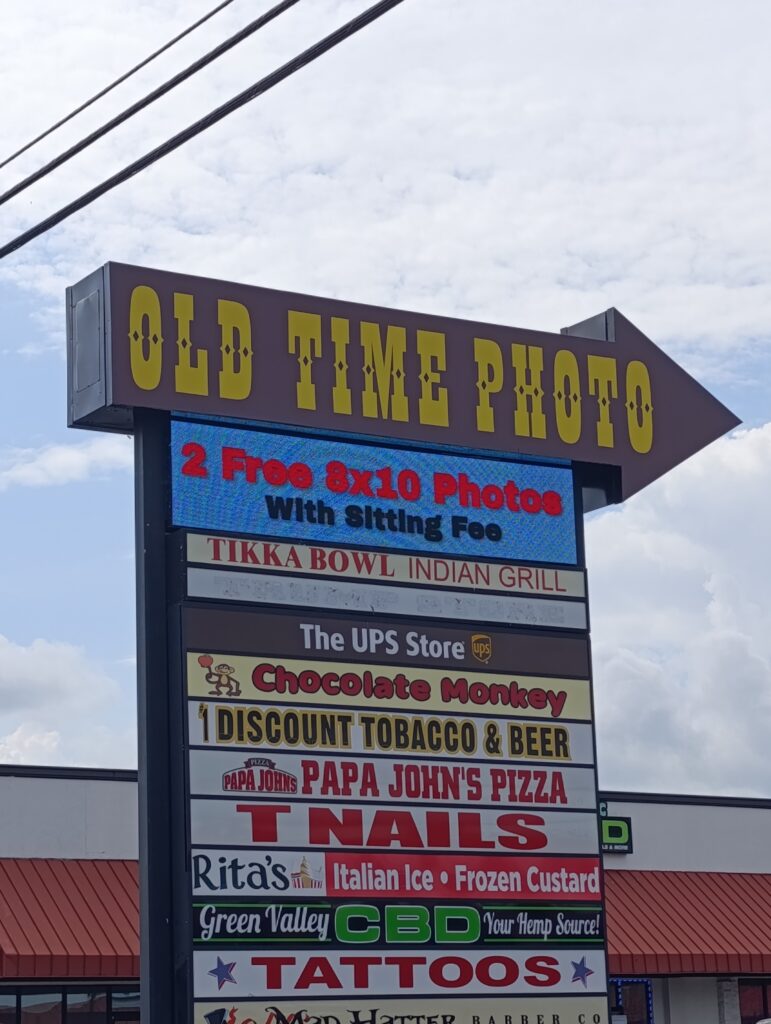 OLD TIME PHOTO
2 Free 8x10 Photos
With Sitting Fee
TIKKA BOWL INDIAN GRILL
The UPS Store ups
Chocolate Monkey
1 DISCOUNT TOBACCO & BEER
PIZZA
PAPA JOHNS PAPA JOHN'S PIZZA
T NAILS
Rita's Italian Ice • Frozen Custard
Green Valley CBD Your Hemp Source!
TATTOOS
MAD HATTER BARBER CO